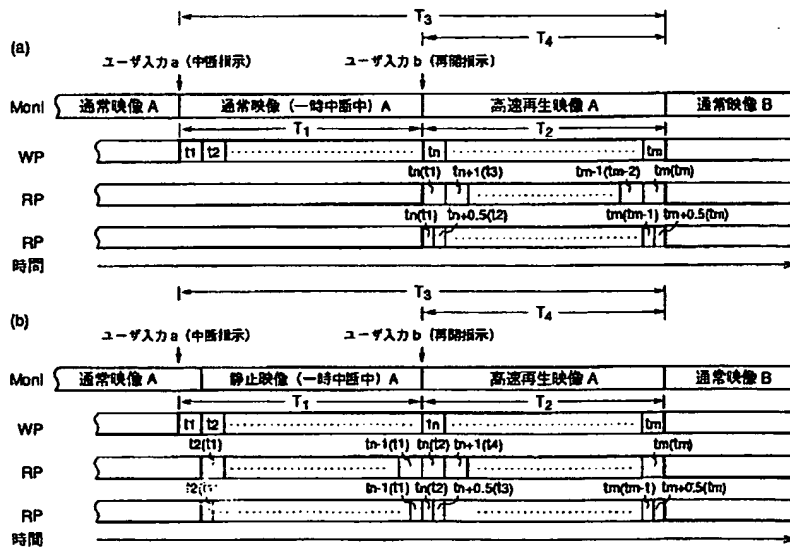 T3
(a)
T4
ユーザ入力 a (中断指示) ユーザ入力 b (再開指示)
MonI 通常映像 A 通常映像 (一時中断中) A 高速再生映像 A 通常映像 B
T1 T2
WP t1 t2 tn tm
tn(t1) tn+1(t3) tm-1(tm-2) tm(tm)
RP
tn(t1) tn+0.5(t2) tm(tm-1) tm+0.5(tm)
RP
時間
T3
(b)
T4
ユーザ入力 a (中断指示) ユーザ入力 b (再開指示)
MonI 通常映像 A 静止映像 (一時中断中) A 高速再生映像 A 通常映像 B
T1 T2
WP t1 t2 tn tm
t2(t1) tn-1(t1) tn(t2) tn+1(t4) tm(tm)
RP
tn-1(t1) tn(t2) tn+0.5(t3) tm(tm-1) tm+0.5(tm)
RP
時間